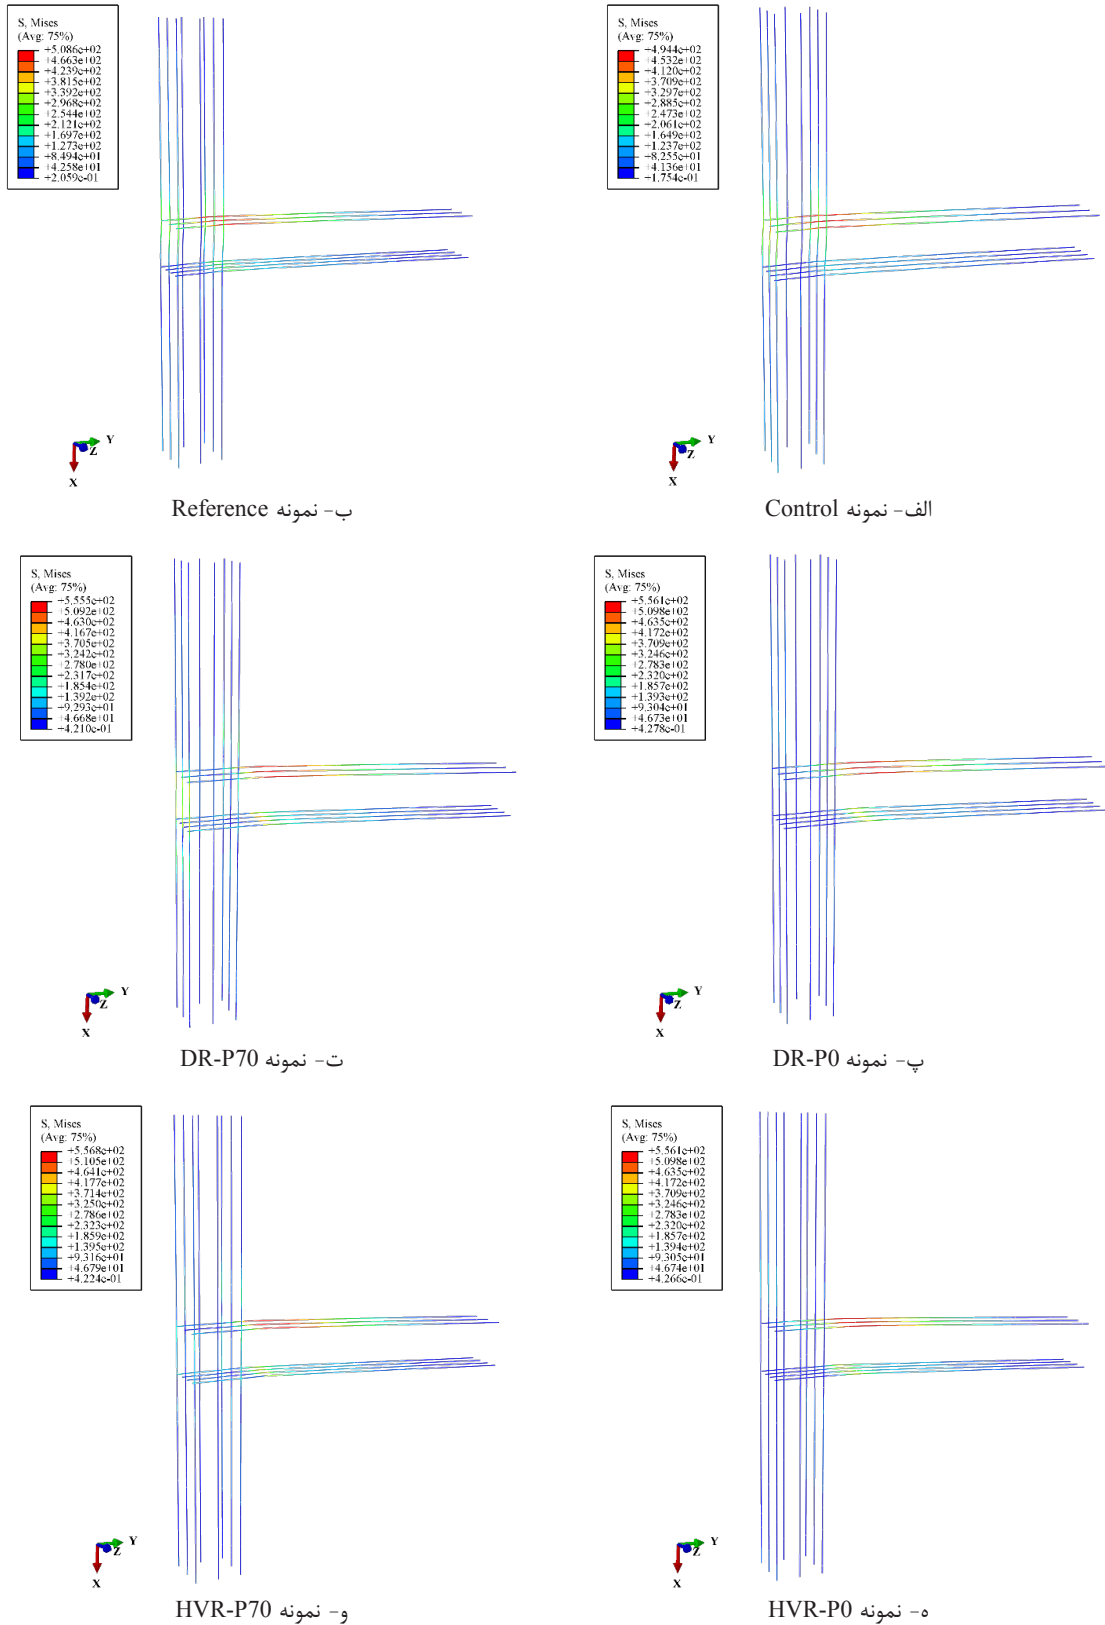 S, Mises
(Avg: 75%)
+5.086e+02
+4.663e+02
+4.239e+02
+3.815e+02
+3.392e+02
+2.968e+02
+2.544e+02
+2.121e+02
+1.697e+02
+1.273e+02
+8.494e+01
+4.258e+01
+2.059e-01
Y
Z
X
ب- نمونه Reference
S, Mises
(Avg: 75%)
+4.944e+02
+4.532e+02
+4.120e+02
+3.709e+02
+3.297e+02
+2.885e+02
+2.473e+02
+2.061e+02
+1.649e+02
+1.237e+02
+8.255e+01
+4.136e+01
+1.754e-01
Y
Z
X
الف- نمونه Control
S, Mises
(Avg: 75%)
+5.555e+02
+5.092e+02
+4.630e+02
+4.167e+02
+3.705e+02
+3.242e+02
+2.780e+02
+2.317e+02
+1.854e+02
+1.392e+02
+9.293e+01
+4.668e+01
+4.210e-01
Y
Z
X
ت- نمونه DR-P70
S, Mises
(Avg: 75%)
+5.561e+02
+5.098e+02
+4.635e+02
+4.172e+02
+3.709e+02
+3.246e+02
+2.783e+02
+2.320e+02
+1.857e+02
+1.393e+02
+9.304e+01
+4.673e+01
+4.278e-01
Y
Z
X
پ- نمونه DR-P0
S, Mises
(Avg: 75%)
+5.568e+02
+5.105e+02
+4.641e+02
+4.177e+02
+3.714e+02
+3.250e+02
+2.786e+02
+2.323e+02
+1.859e+02
+1.395e+02
+9.316e+01
+4.679e+01
+4.224e-01
Y
Z
X
و- نمونه HVR-P70
S, Mises
(Avg: 75%)
+5.561e+02
+5.098e+02
+4.635e+02
+4.172e+02
+3.709e+02
+3.246e+02
+2.783e+02
+2.320e+02
+1.857e+02
+1.394e+02
+9.305e+01
+4.674e+01
+4.266e-01
Y
Z
X
ه- نمونه HVR-P0